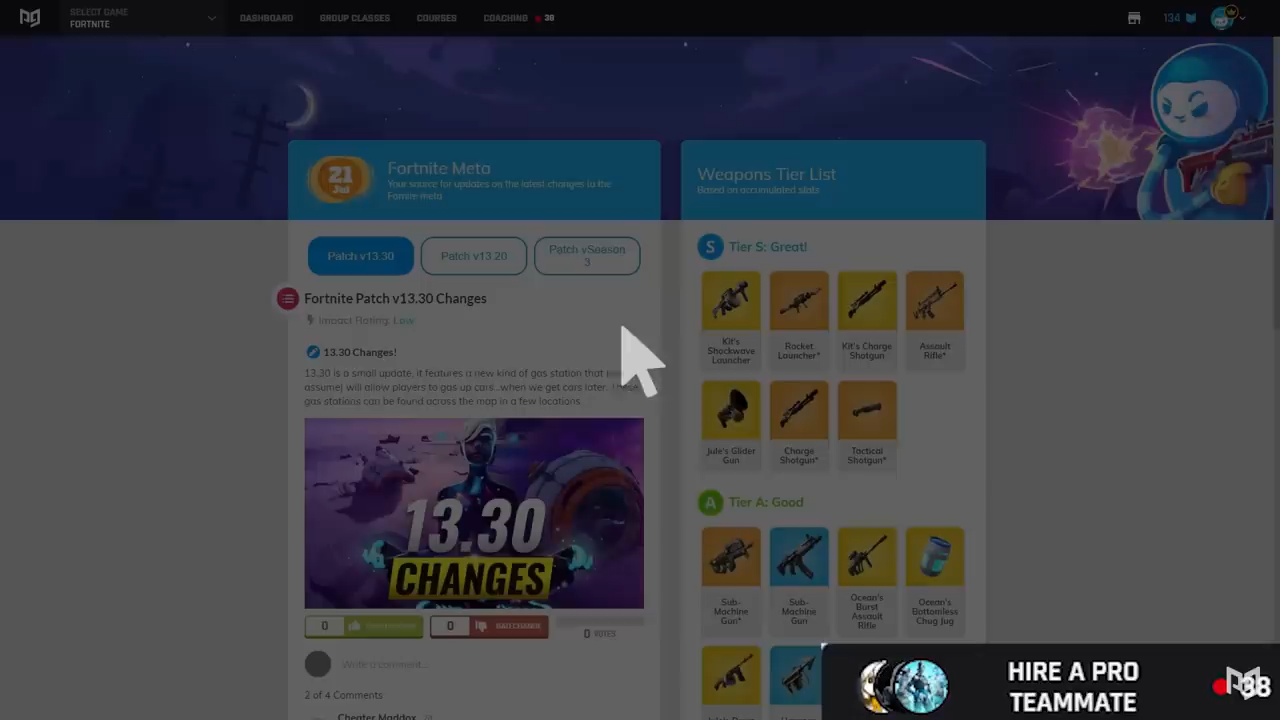 SELECT GAME
FORTNITE
DASHBOARD
GROUP CLASSES
COURSES
COACHING
38
134
21
Jul
Fortnite Meta
Your source for updates on the latest changes to the
Fornite meta
Weapons Tier List
Based on accumulated stats
Patch v13.30
Patch v13.20
Patch vSeason
3
S
Tier S: Great!
Fortnite Patch v13.30 Changes
Impact Rating: Low
13.30 Changes!
13.30 is a small update, it features a new kind of gas station that
assume) will allow players to gas up cars...when we get cars later.
gas stations can be found across the map in a few locations
Kit's
Shockwave
Launcher
Rocket
Launcher*
Kit's Charge
Shotgun
Assault
Rifle*
Jule's Glider
Gun
Charge
Shotgun*
Tactical
Shotgun*
13.30
CHANGES
A
Tier A: Good
Sub-
Machine
Gun*
Sub-
Machine
Gun
Ocean's
Burst
Assault
Rifle
Ocean's
Bottomless
Chug Jug
0
0
BAD CHANGE
0 VOTES
Write a comment...
2 of 4 Comments
Cheater Maddox
HIRE A PRO
TEAMMATE
38